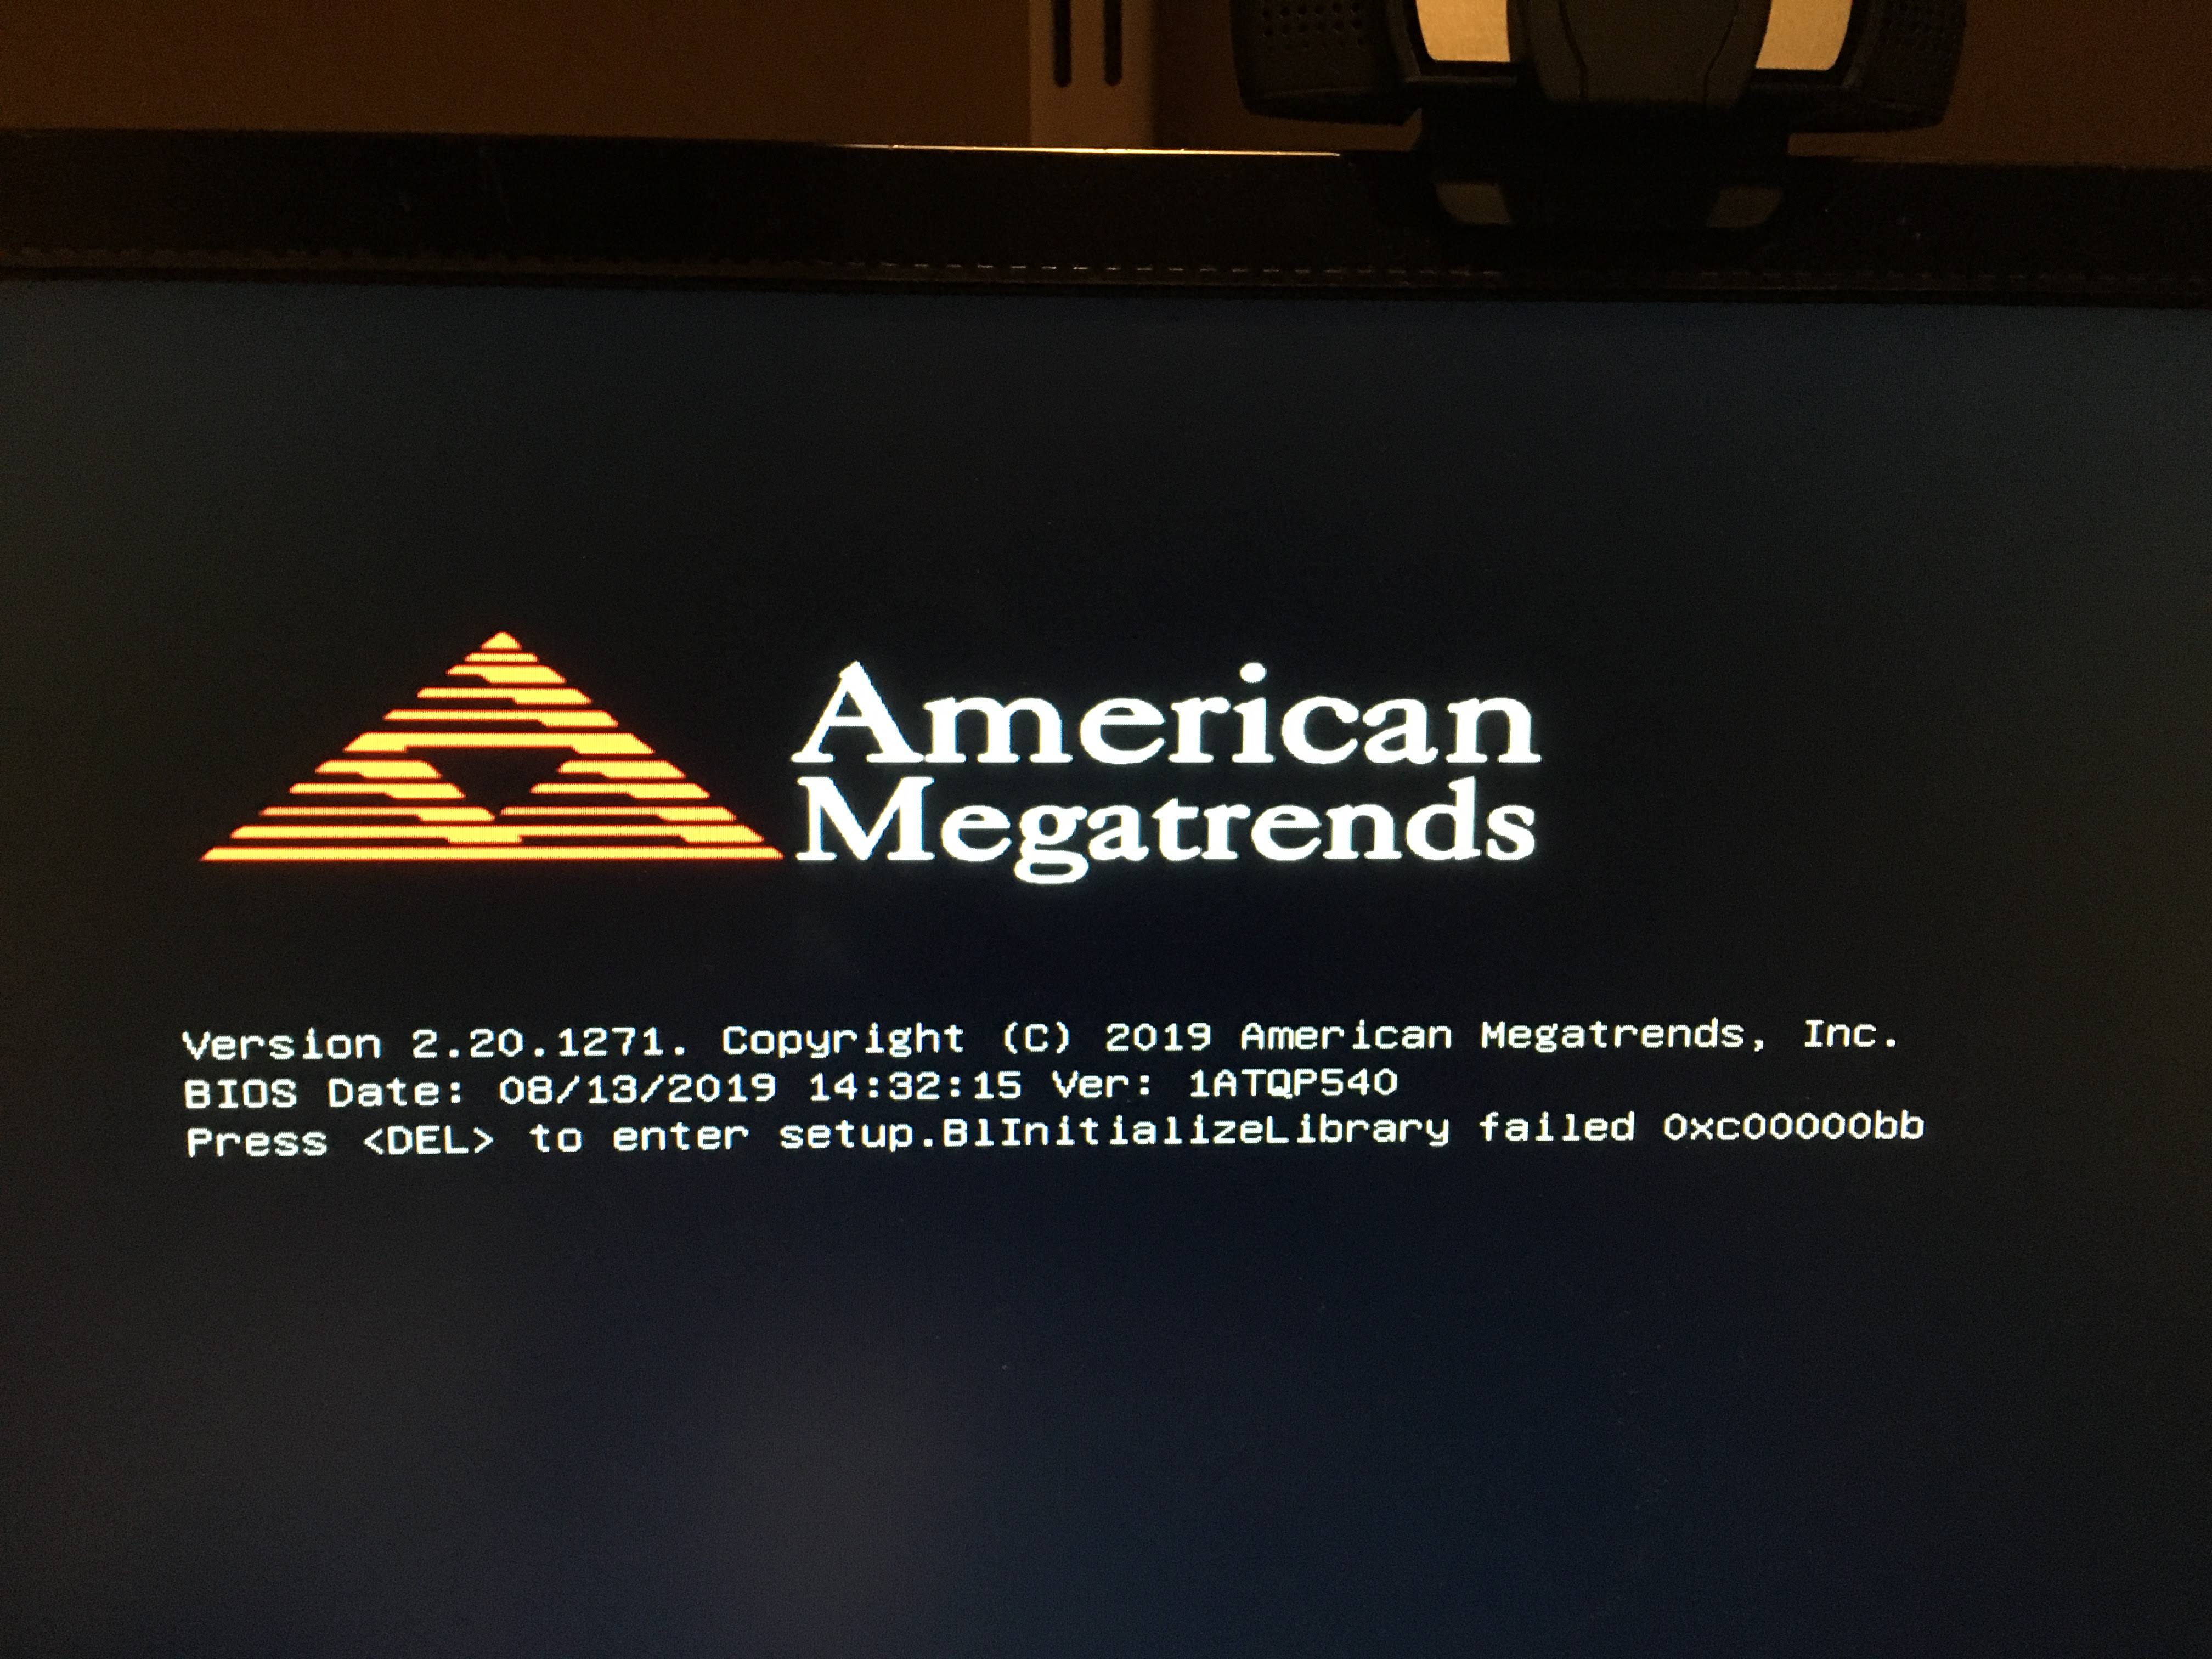 American
Megatrends
Version 2.20.1271. Copyright (C) 2019 American Megatrends, Inc.
BIOS Date: 08/13/2019 14:32:15 Ver: 1ATQP540
Press <DEL> to enter setup.BlInitializeLibrary failed 0xc00000bb